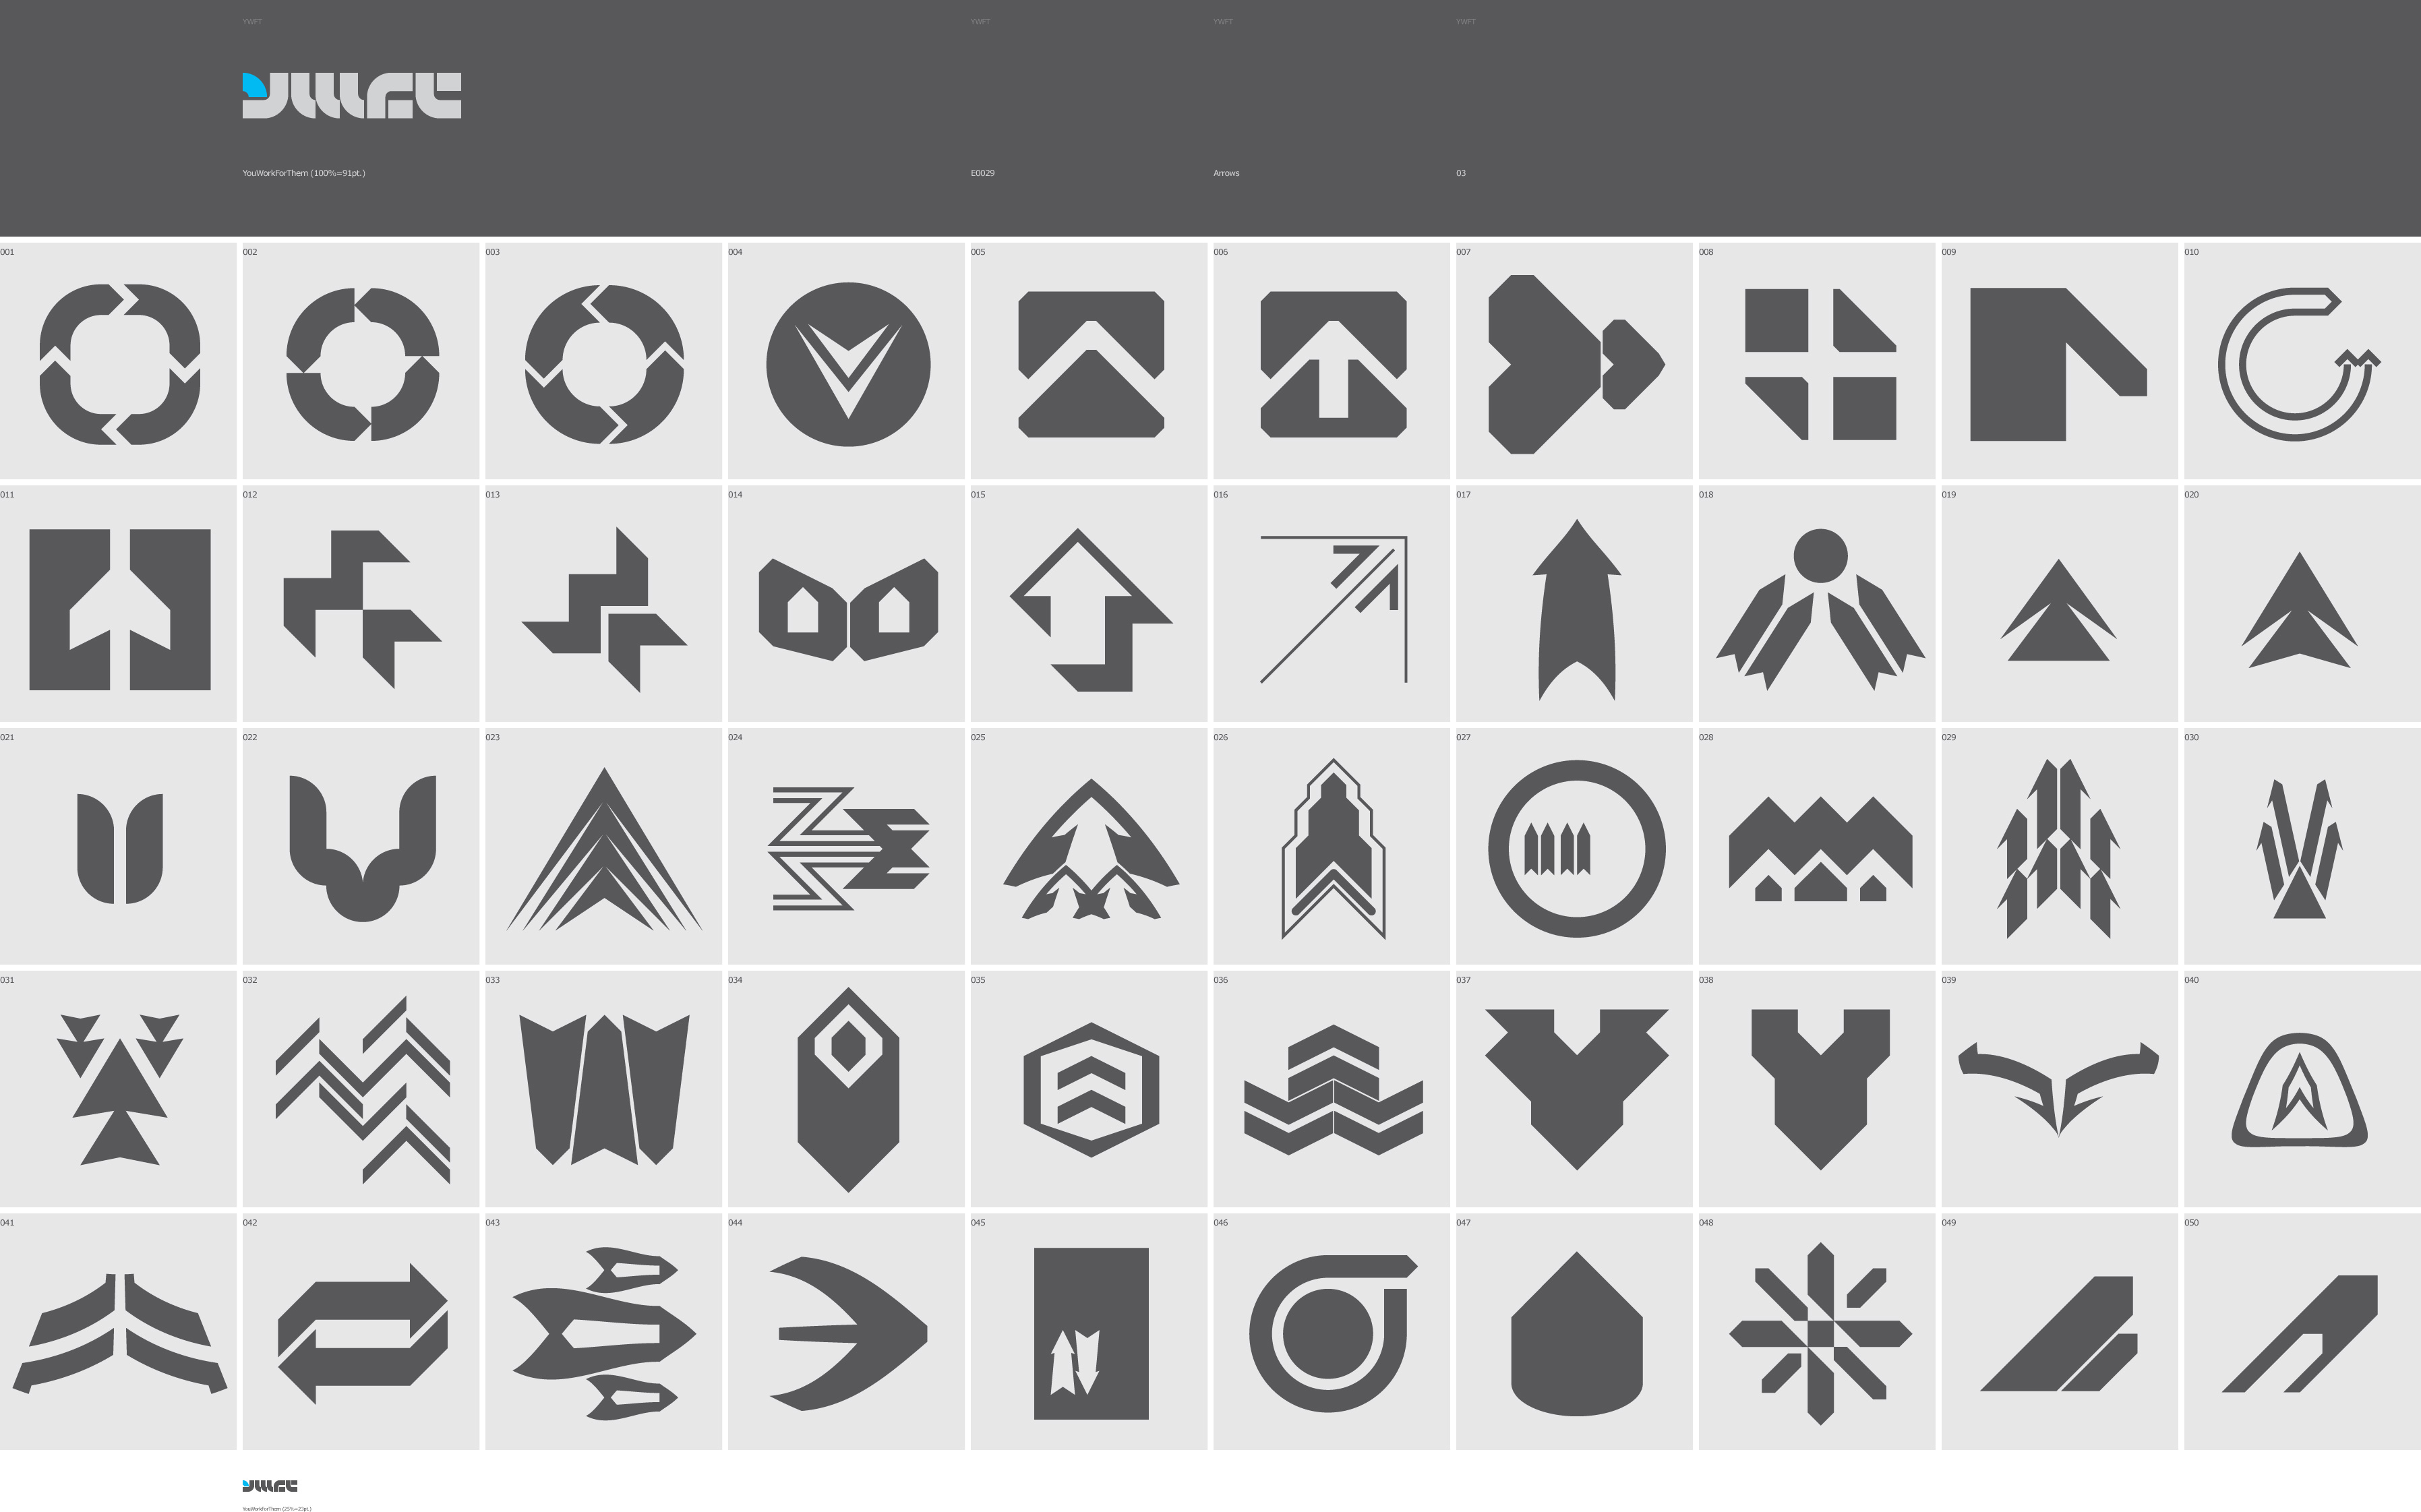 YWFT YWFT YWFT YWFT
YWFT
YouWorkForThem (100%=91pt.) E0029 Arrows 03
001 002 003 004 005 006 007 008 009 010
011 012 013 014 015 016 017 018 019 020
021 022 023 024 025 026 027 028 029 030
031 032 033 034 035 036 037 038 039 040
041 042 043 044 045 046 047 048 049 050
YWFT
YouWorkForThem (25%=23pt.)